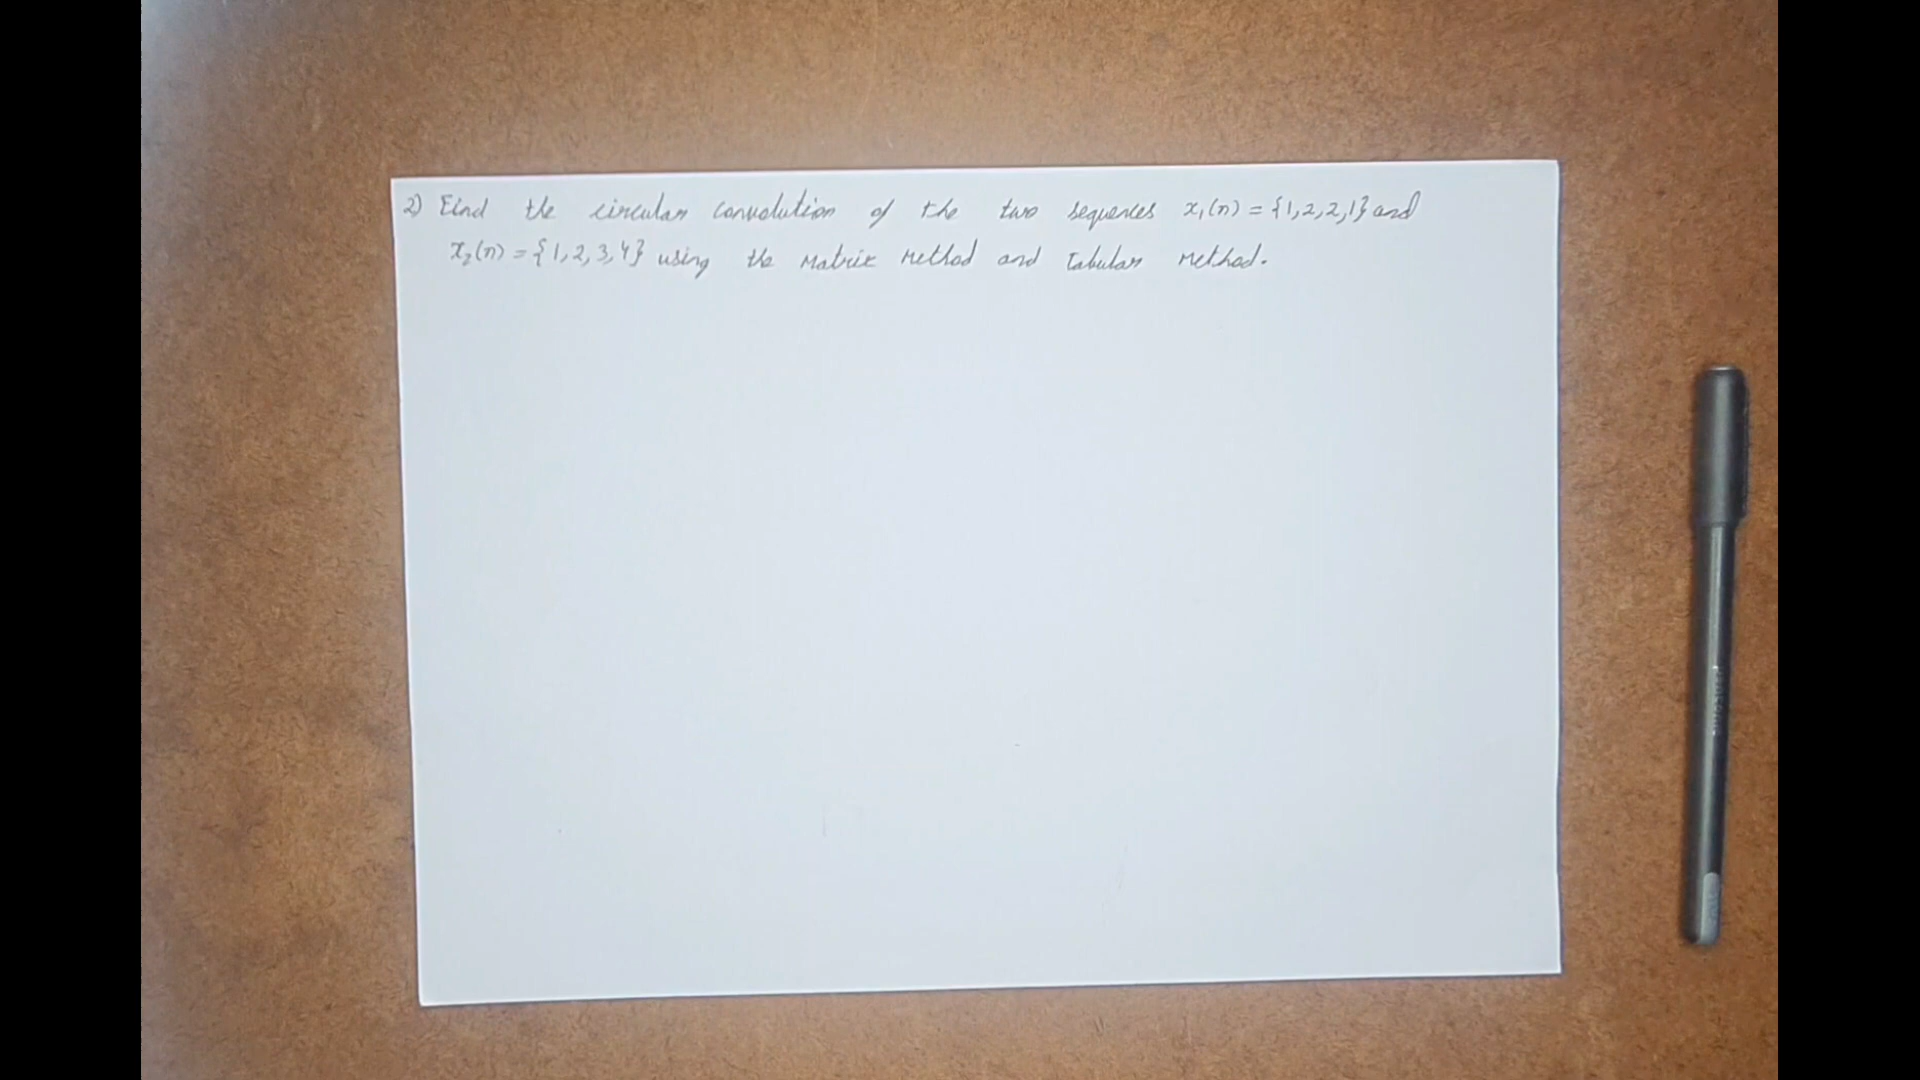 2) Find the circular convolution of the two sequences x₁(n) = {1,2,2,1} and
x₂(n) = {1,2,3,4} using the Matrix Method and Tabular Method.